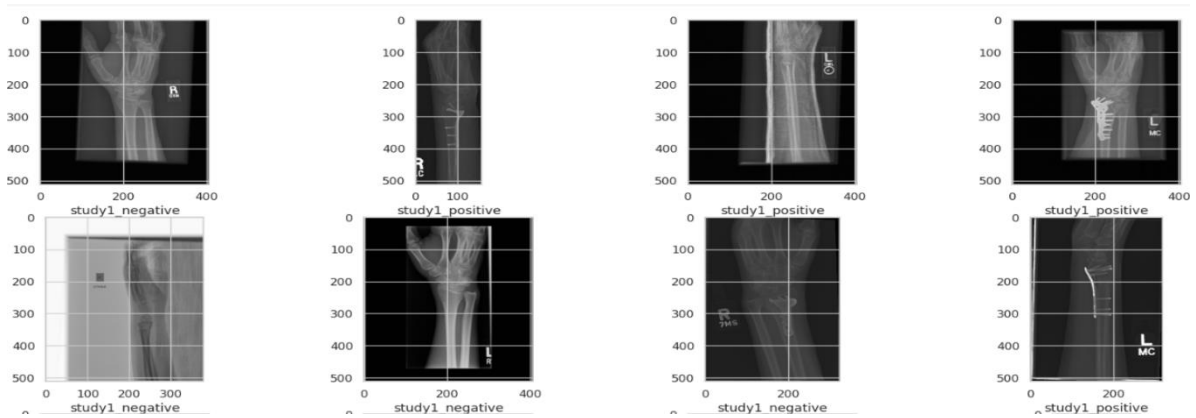 0 0 0 0
100 100 100 L 100
200 R 200 200 200
300 300 300 300 L
MC
400 400 400 400
R
500 500 500 500
0 200 400 0 100 0 200 400 0 200 400
study1_negative study1_positive study1_positive study1_positive
0 0 0 0
100 100 100 100
200 200 200 200
300 300 300 R 300
7MS
400 400 L 400 400 L
R MC
500 500 500 500
0 100 200 300 0 200 400 0 200 0 200
study1_negative study1_negative study1_negative study1_positive